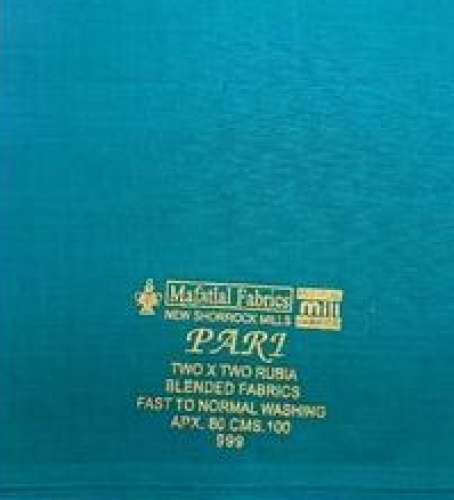 Mafatlal Fabrics
NEW SHORROCK MILLS
mill
PARI
TWO X TWO RUBIA
BLENDED FABRICS
FAST TO NORMAL WASHING
APX. 80 CMS.100
999